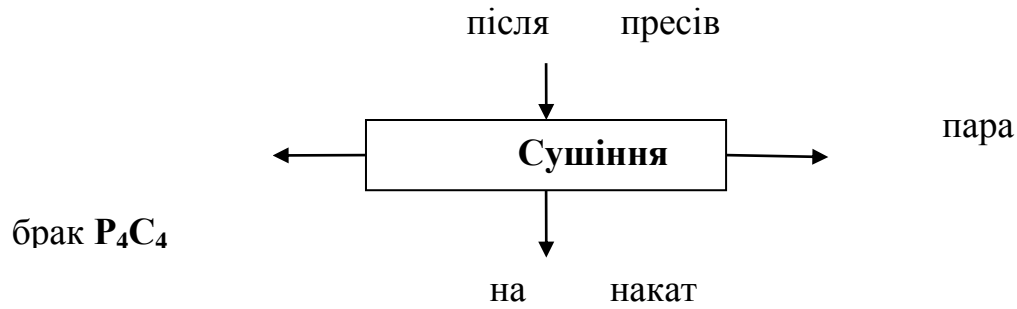 після пресів
пара
Сушіння
брак P₄C₄
на накат